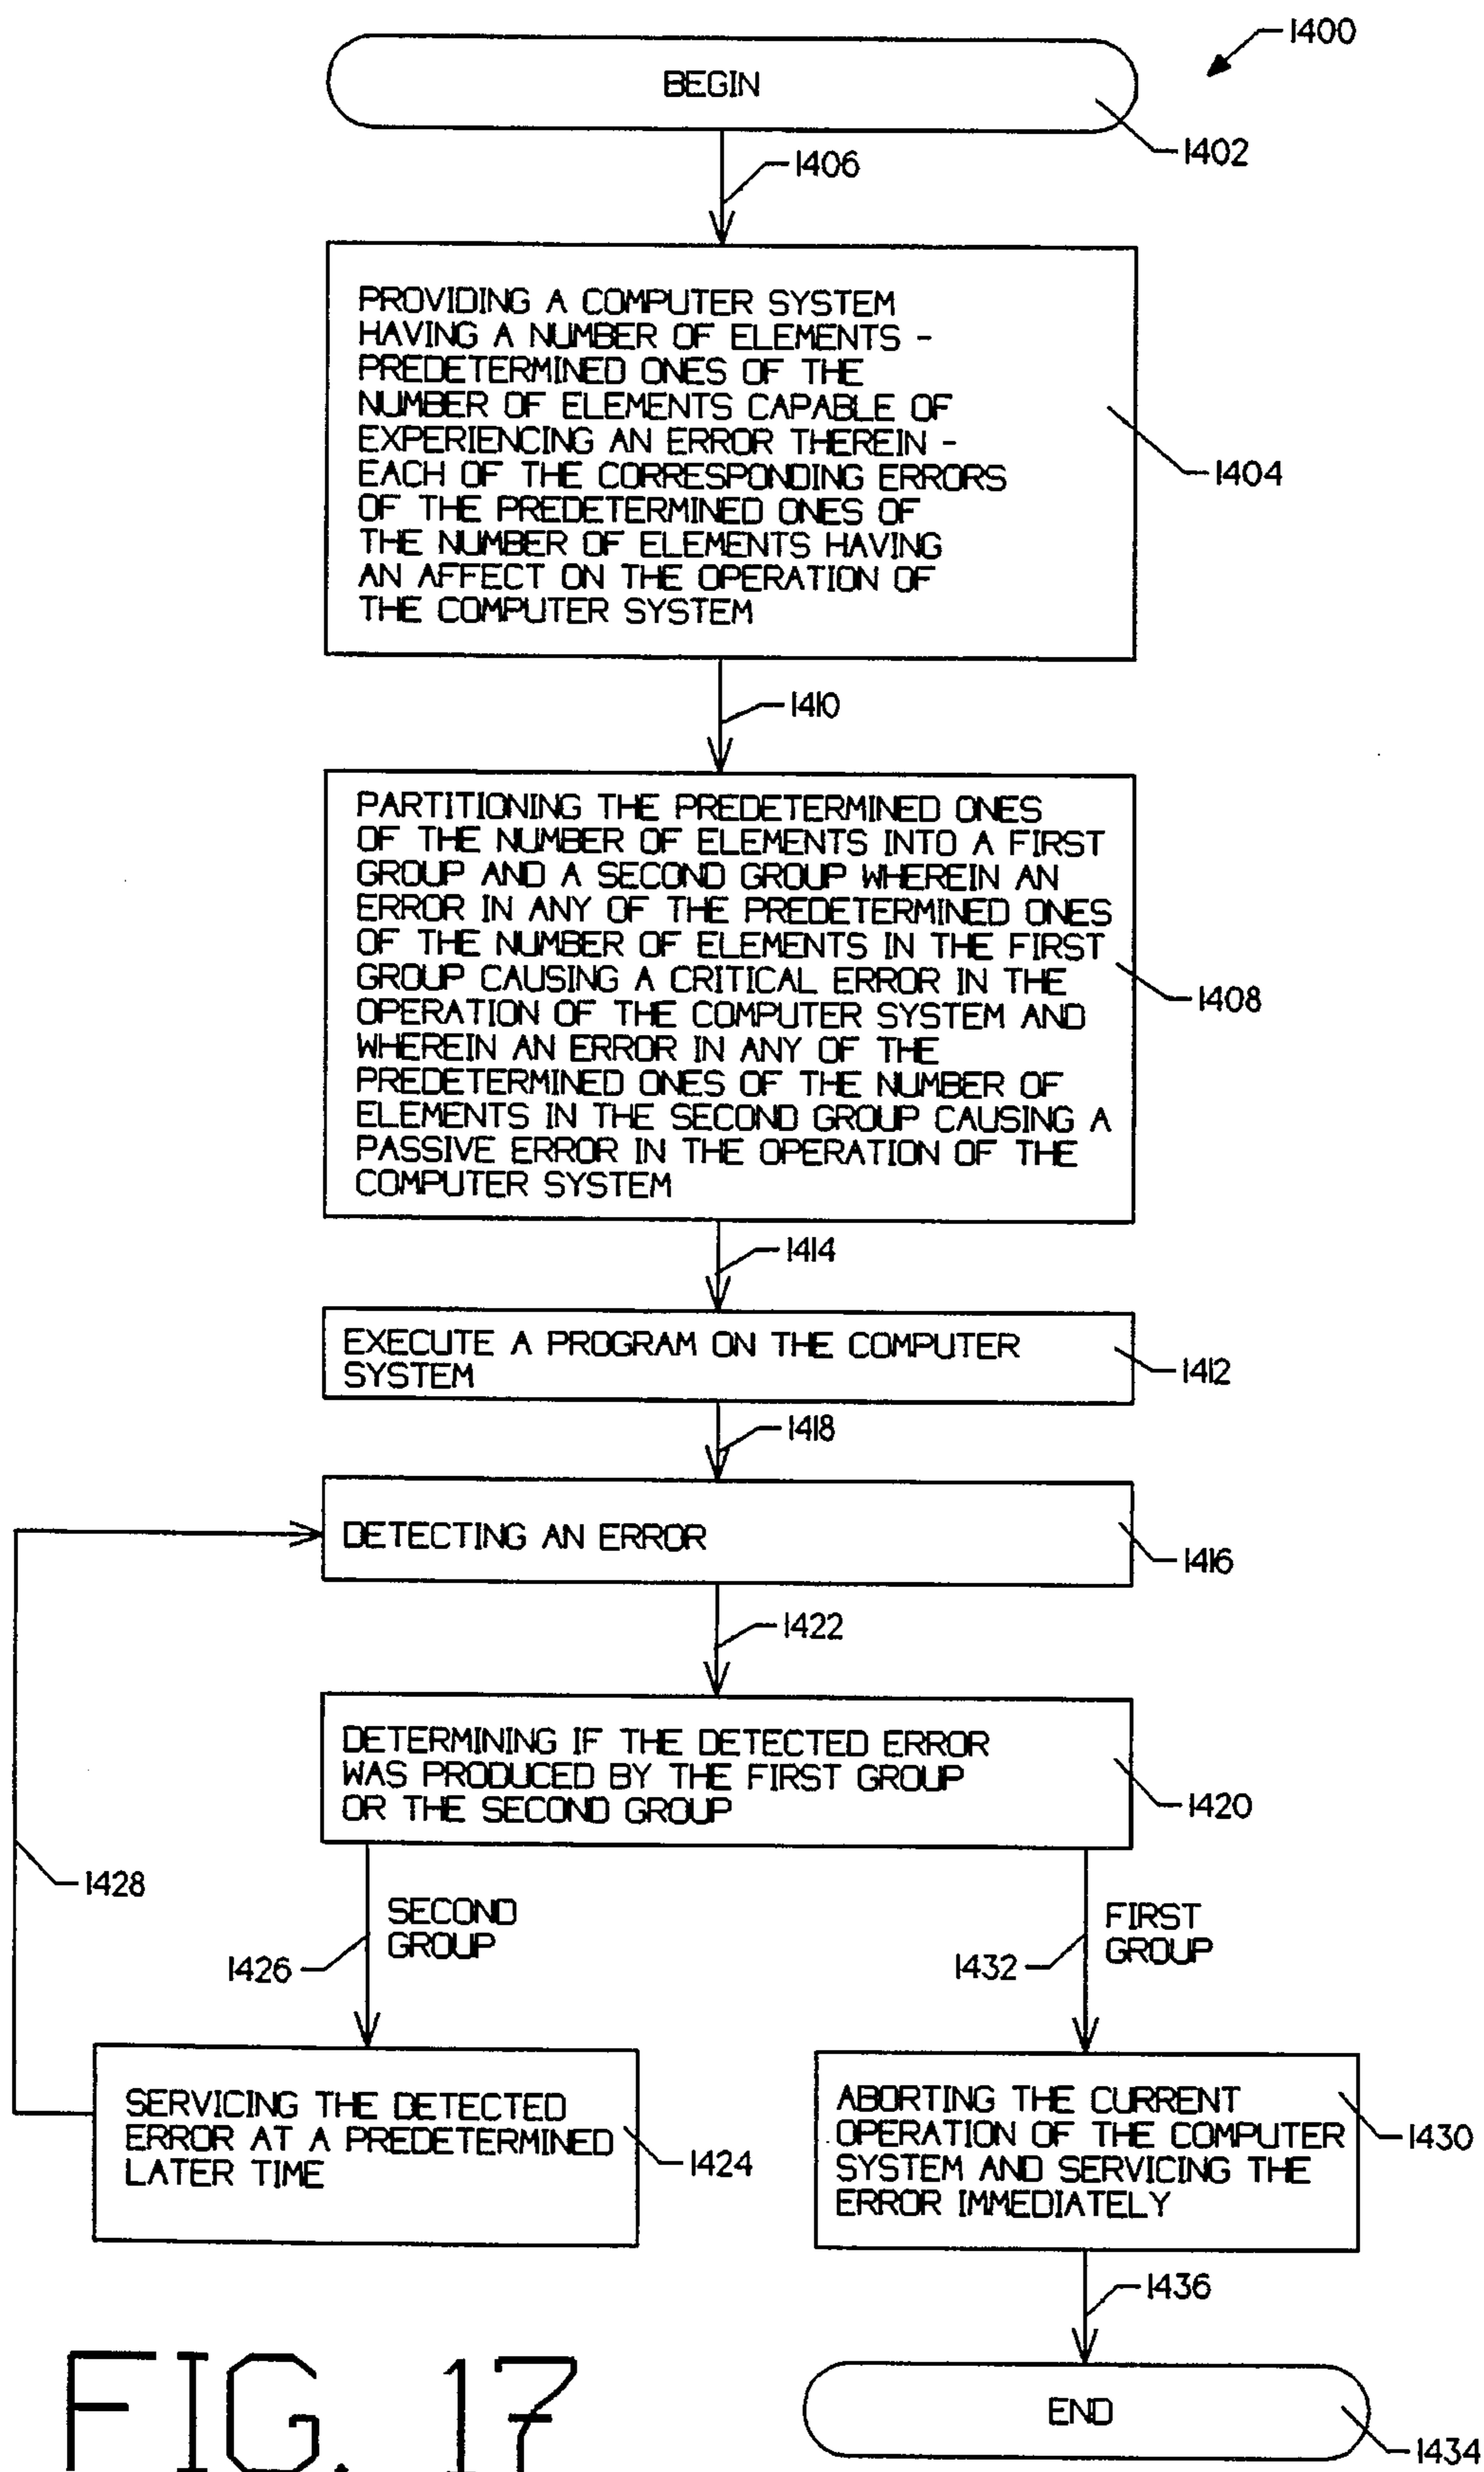 1400
BEGIN
1402
1406
PROVIDING A COMPUTER SYSTEM
HAVING A NUMBER OF ELEMENTS -
PREDETERMINED ONES OF THE
NUMBER OF ELEMENTS CAPABLE OF
EXPERIENCING AN ERROR THEREIN -
EACH OF THE CORRESPONDING ERRORS
OF THE PREDETERMINED ONES OF
THE NUMBER OF ELEMENTS HAVING
AN AFFECT ON THE OPERATION OF
THE COMPUTER SYSTEM
1404
1410
PARTITIONING THE PREDETERMINED ONES
OF THE NUMBER OF ELEMENTS INTO A FIRST
GROUP AND A SECOND GROUP WHEREIN AN
ERROR IN ANY OF THE PREDETERMINED ONES
OF THE NUMBER OF ELEMENTS IN THE FIRST
GROUP CAUSING A CRITICAL ERROR IN THE
OPERATION OF THE COMPUTER SYSTEM AND
WHEREIN AN ERROR IN ANY OF THE
PREDETERMINED ONES OF THE NUMBER OF
ELEMENTS IN THE SECOND GROUP CAUSING A
PASSIVE ERROR IN THE OPERATION OF THE
COMPUTER SYSTEM
1408
1414
EXECUTE A PROGRAM ON THE COMPUTER
SYSTEM
1412
1418
DETECTING AN ERROR
1416
1422
DETERMINING IF THE DETECTED ERROR
WAS PRODUCED BY THE FIRST GROUP
OR THE SECOND GROUP
1420
1428
SECOND
GROUP
1426
FIRST
GROUP
1432
SERVICING THE DETECTED
ERROR AT A PREDETERMINED
LATER TIME
1424
ABORTING THE CURRENT
OPERATION OF THE COMPUTER
SYSTEM AND SERVICING THE
ERROR IMMEDIATELY
1430
1436
END
1434
FIG. 17